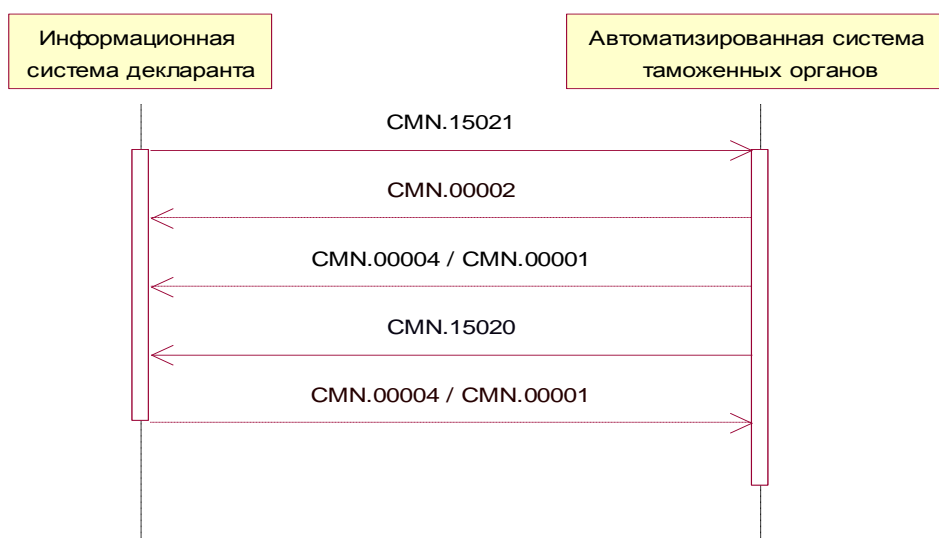 Информационная
система декларанта
Автоматизированная система
таможенных органов
CMN.15021
CMN.00002
CMN.00004 / CMN.00001
CMN.15020
CMN.00004 / CMN.00001